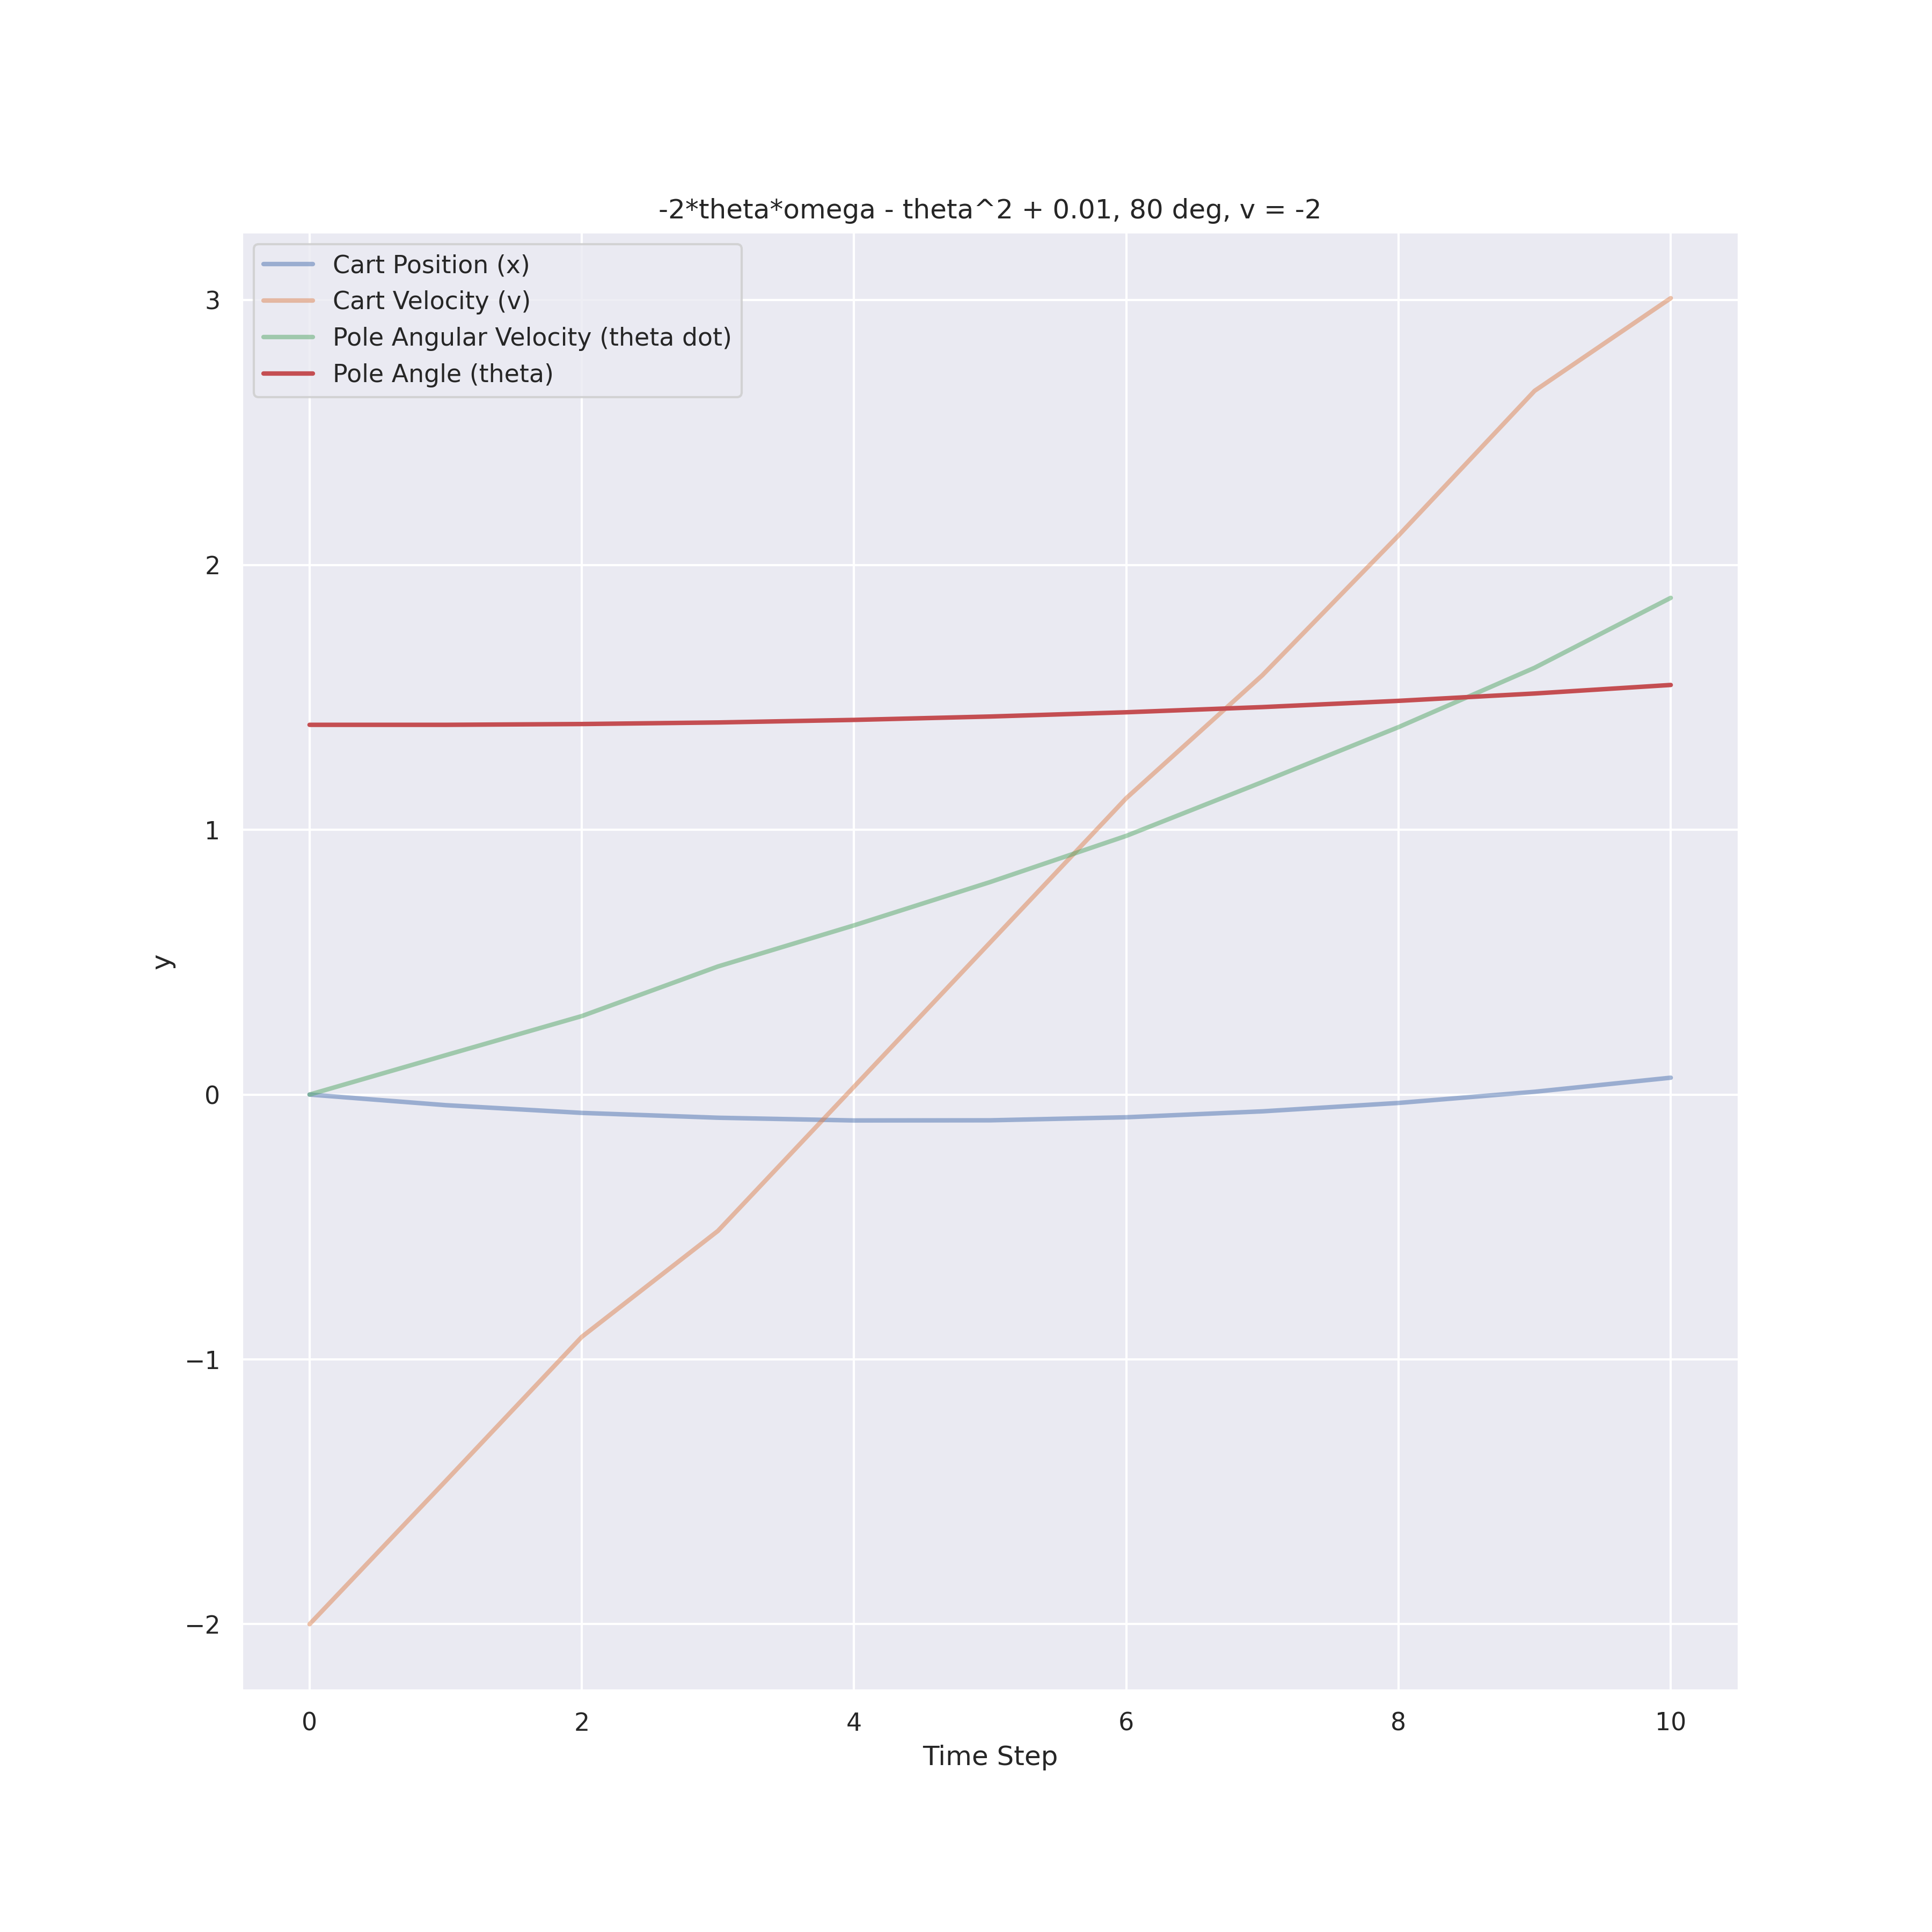 -2*theta*omega - theta^2 + 0.01, 80 deg, v = -2
Cart Position (x)
Cart Velocity (v)
Pole Angular Velocity (theta dot)
Pole Angle (theta)
3
2
1
0
−1
−2
y
0 2 4 6 8 10
Time Step